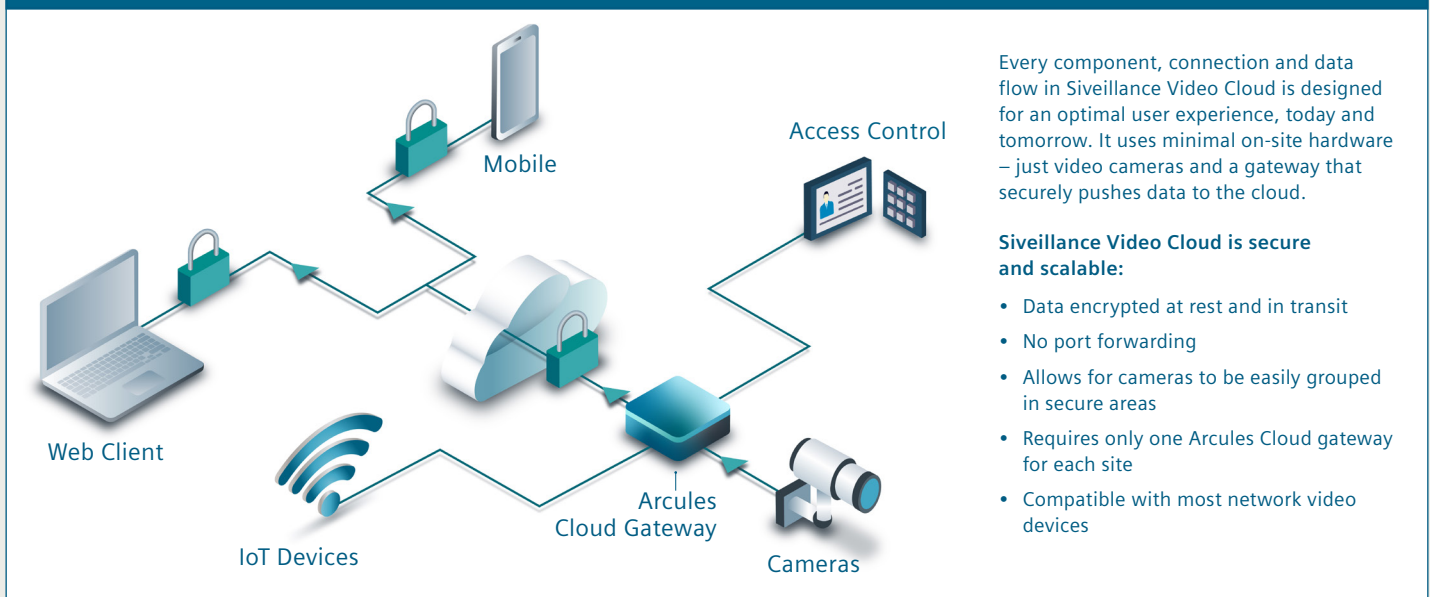 Mobile
Access Control
Web Client
IoT Devices
Arcules
Cloud Gateway
Cameras
Every component, connection and data
flow in Siveillance Video Cloud is designed
for an optimal user experience, today and
tomorrow. It uses minimal on-site hardware
– just video cameras and a gateway that
securely pushes data to the cloud.
Siveillance Video Cloud is secure
and scalable:
• Data encrypted at rest and in transit
• No port forwarding
• Allows for cameras to be easily grouped
in secure areas
• Requires only one Arcules Cloud gateway
for each site
• Compatible with most network video
devices